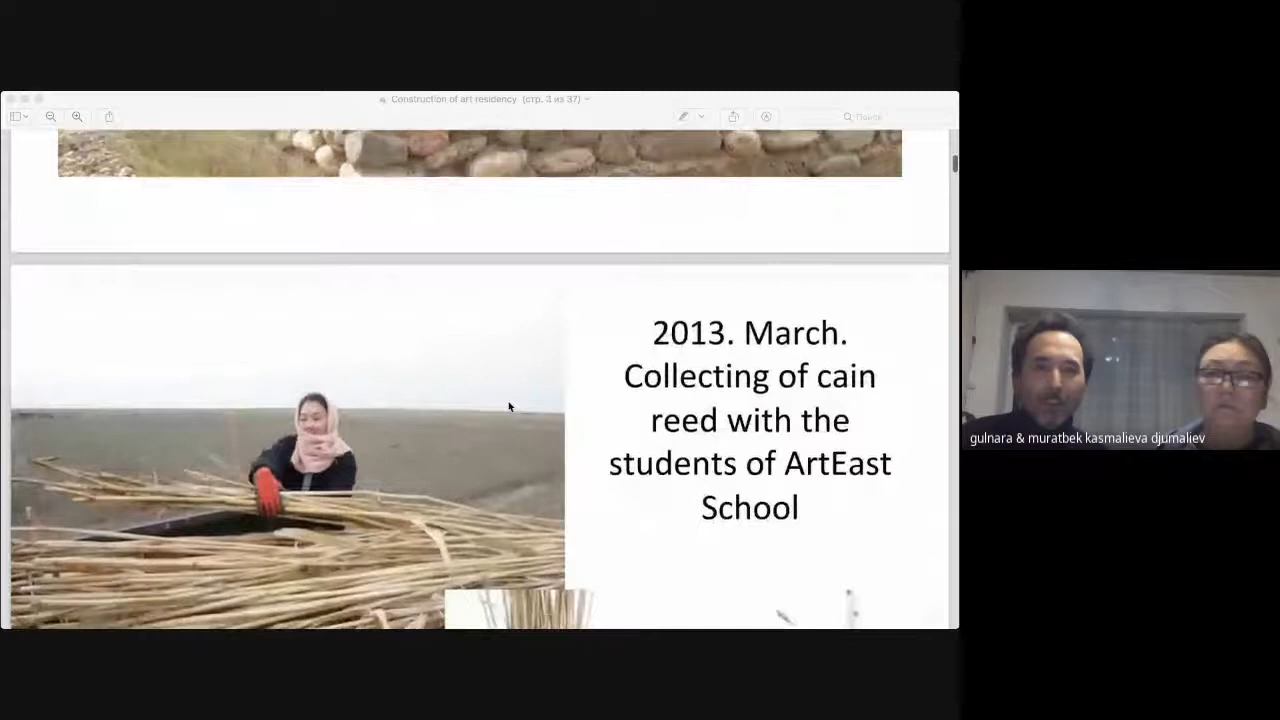 Construction of art residency (стр. 3 из 37)
Поиск
2013. March.
Collecting of cain
reed with the
students of ArtEast
School
gulnara & muratbek kasmalieva djumaliev